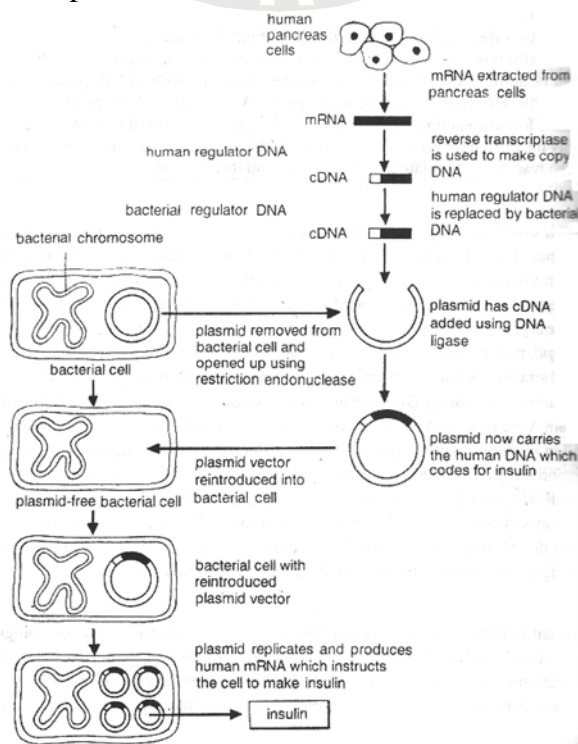 human
pancreas
cells
mRNA extracted from
pancreas cells
mRNA
reverse transcriptase
is used to make copy
DNA
human regulator DNA
cDNA
human regulator DNA
is replaced by bacterial
DNA
bacterial regulator DNA
cDNA
bacterial chromosome
plasmid has cDNA
added using DNA
ligase
plasmid removed from
bacterial cell and
opened up using
restriction endonuclease
bacterial cell
plasmid now carries
the human DNA which
codes for insulin
plasmid vector
reintroduced into
bacterial cell
plasmid-free bacterial cell
bacterial cell with
reintroduced
plasmid vector
plasmid replicates and produces
human mRNA which instructs
the cell to make insulin
insulin